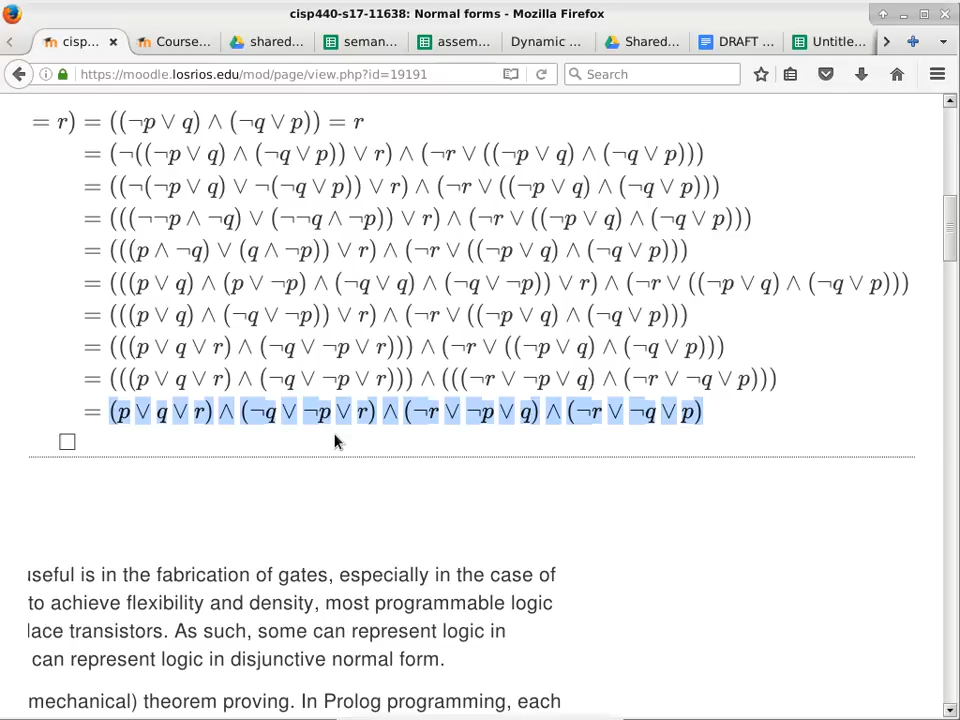 cisp440-s17-11638: Normal forms - Mozilla Firefox
cisp... Course... shared... seman... assem... Dynamic ... Shared... DRAFT ... Untitle...
https://moodle.losrios.edu/mod/page/view.php?id=19191 Search
= r) = ((¬p ∨ q) ∧ (¬q ∨ p)) = r
= (¬((¬p ∨ q) ∧ (¬q ∨ p)) ∨ r) ∧ (¬r ∨ ((¬p ∨ q) ∧ (¬q ∨ p)))
= ((¬(¬p ∨ q) ∨ ¬(¬q ∨ p)) ∨ r) ∧ (¬r ∨ ((¬p ∨ q) ∧ (¬q ∨ p)))
= (((¬¬p ∧ ¬q) ∨ (¬¬q ∧ ¬p)) ∨ r) ∧ (¬r ∨ ((¬p ∨ q) ∧ (¬q ∨ p)))
= (((p ∧ ¬q) ∨ (q ∧ ¬p)) ∨ r) ∧ (¬r ∨ ((¬p ∨ q) ∧ (¬q ∨ p)))
= (((p ∨ q) ∧ (p ∨ ¬p) ∧ (¬q ∨ q) ∧ (¬q ∨ ¬p)) ∨ r) ∧ (¬r ∨ ((¬p ∨ q) ∧ (¬q ∨ p)))
= (((p ∨ q) ∧ (¬q ∨ ¬p)) ∨ r) ∧ (¬r ∨ ((¬p ∨ q) ∧ (¬q ∨ p)))
= (((p ∨ q ∨ r) ∧ (¬q ∨ ¬p ∨ r))) ∧ (¬r ∨ ((¬p ∨ q) ∧ (¬q ∨ p)))
= (((p ∨ q ∨ r) ∧ (¬q ∨ ¬p ∨ r))) ∧ (((¬r ∨ ¬p ∨ q) ∧ (¬r ∨ ¬q ∨ p)))
= (p ∨ q ∨ r) ∧ (¬q ∨ ¬p ∨ r) ∧ (¬r ∨ ¬p ∨ q) ∧ (¬r ∨ ¬q ∨ p)
□
useful is in the fabrication of gates, especially in the case of
to achieve flexibility and density, most programmable logic
lace transistors. As such, some can represent logic in
can represent logic in disjunctive normal form.
mechanical) theorem proving. In Prolog programming, each